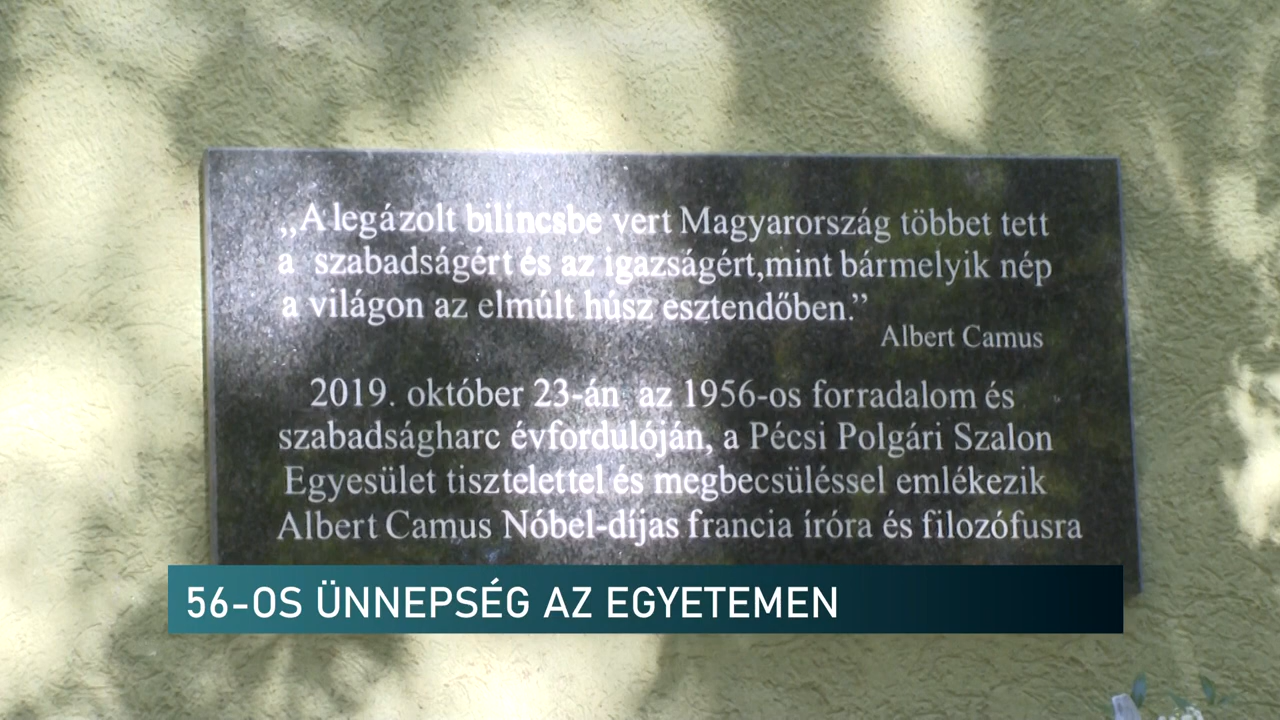 „A legázolt bilincsbe vert Magyarország többet tett
a szabadságért és az igazságért,mint bármelyik nép
a világon az elmúlt húsz esztendőben.”
Albert Camus
2019. október 23-án az 1956-os forradalom és
szabadságharc évfordulóján, a Pécsi Polgári Szalon
Egyesület tisztelettel és megbecsüléssel emlékezik
Albert Camus Nóbel-díjas francia íróra és filozófusra
56-OS ÜNNEPSÉG AZ EGYETEMEN